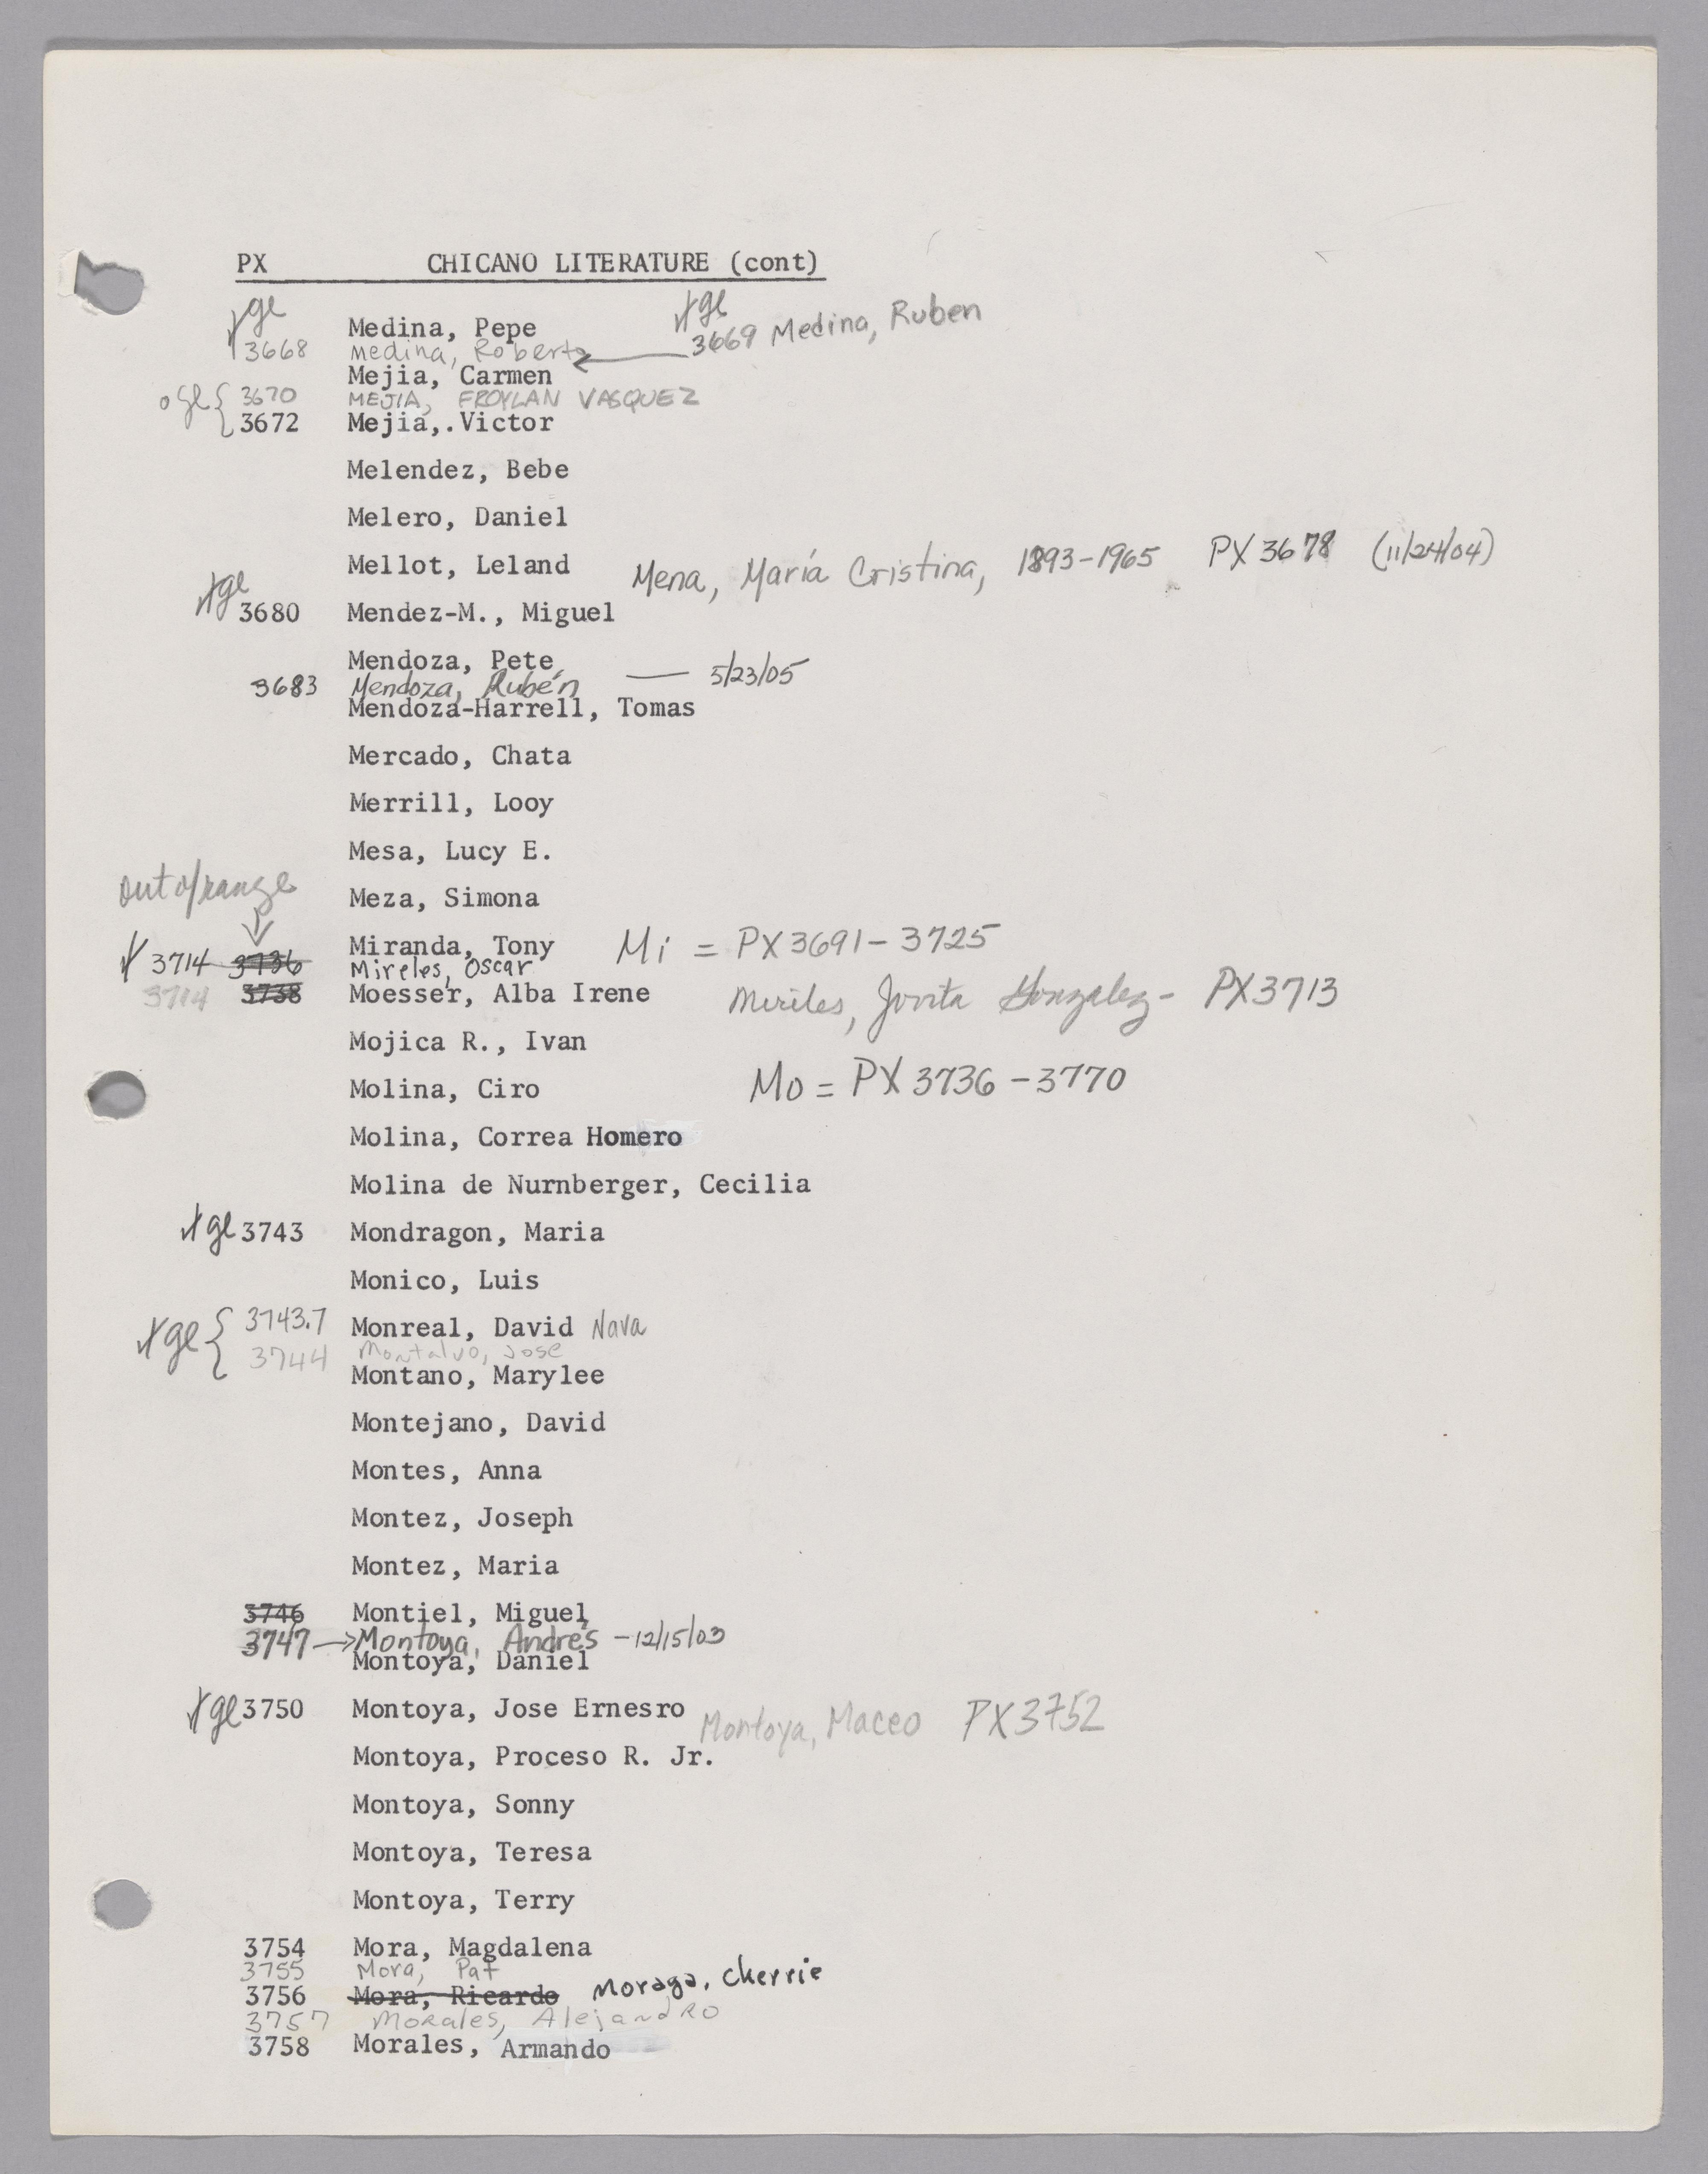 PX CHICANO LITERATURE (cont)
ge ge
Medina, Pepe 3669 Medina, Ruben
3668 Medina, Roberto
Mejia, Carmen
ge { 3670 MEJIA, FROYLAN VASQUEZ
3672 Mejia,.Victor
Melendez, Bebe
Melero, Daniel
Mellot, Leland Mena, María Cristina, 1893-1965 PX 3678 (11/24/04)
ge 3680 Mendez-M., Miguel
Mendoza, Pete
3683 Mendoza, Rubén — 5/23/05
Mendoza-Harrell, Tomas
Mercado, Chata
Merrill, Looy
Mesa, Lucy E.
out of range
Meza, Simona
Miranda, Tony Mi = PX 3691-3725
3714 3736 Mireles, Oscar
3714 3738 Moesser, Alba Irene Mireles, Jovita Gonzalez - PX3713
Mojica R., Ivan
Molina, Ciro Mo = PX 3736-3770
Molina, Correa Homero
Molina de Nurnberger, Cecilia
ge 3743 Mondragon, Maria
Monico, Luis
ge { 3743.7 Monreal, David Nava
3744 Montalvo, Jose
Montano, Marylee
Montejano, David
Montes, Anna
Montez, Joseph
Montez, Maria
3746 Montiel, Miguel
3747 → Montoya, Andrés - 12/15/03
Montoya, Daniel
ge 3750 Montoya, Jose Ernesro Montoya, Maceo PX3752
Montoya, Proceso R. Jr.
Montoya, Sonny
Montoya, Teresa
Montoya, Terry
3754 Mora, Magdalena
3755 Mora, Pat
3756 Mora, Ricardo Moraga, Cherrie
3757 Morales, Alejandro
3758 Morales, Armando